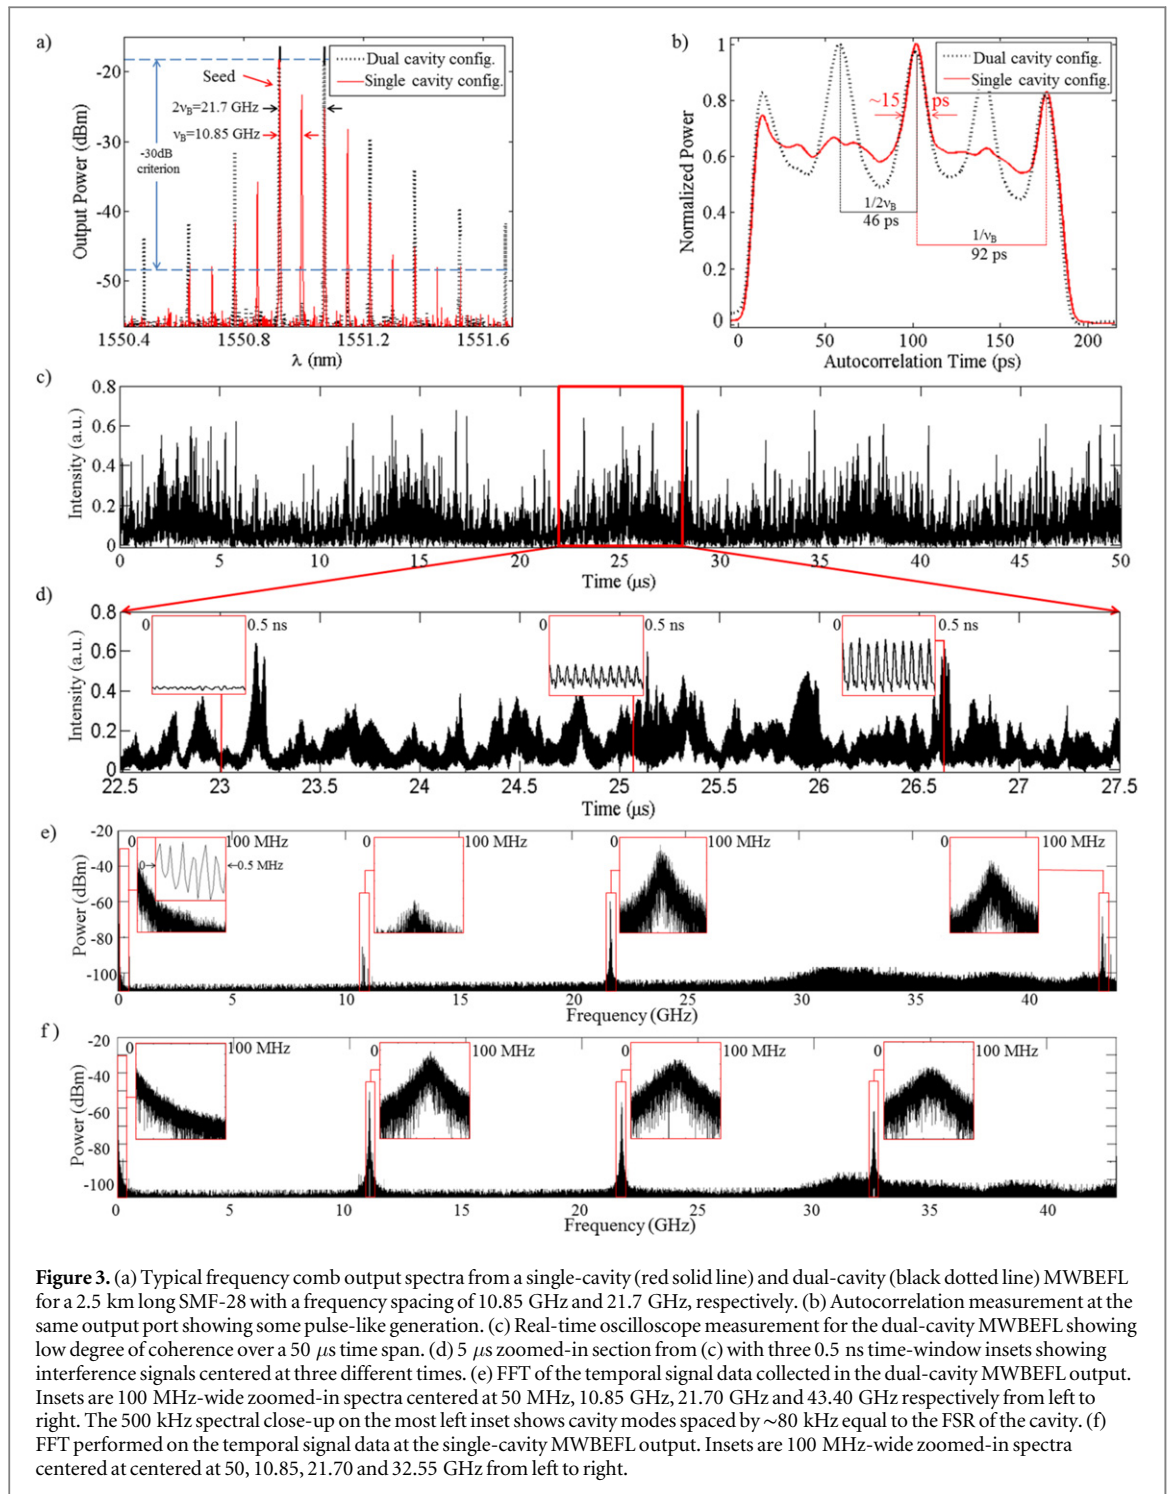 a)
Dual cavity config.
Single cavity config.
Seed
2νB=21.7 GHz
νB=10.85 GHz
-30dB
criterion
Output Power (dBm)
-20
-30
-40
-50
1550.4
1550.8
1551.2
1551.6
λ (nm)
b)
Dual cavity config.
Single cavity config.
~15 ps
1/2νB
46 ps
1/νB
92 ps
Normalized Power
1
0.8
0.6
0.4
0.2
0
0
50
100
150
200
Autocorrelation Time (ps)
c)
Intensity (a.u.)
0.8
0.6
0.4
0.2
0
0 5 10 15 20 25 30 35 40 45 50
Time (μs)
d)
Intensity (a.u.)
0.8
0.6
0.4
0.2
0
0 0.5 ns
0 0.5 ns
0 0.5 ns
22.5 23 23.5 24 24.5 25 25.5 26 26.5 27 27.5
Time (μs)
e)
Power (dBm)
-20
-40
-60
-80
-100
0 100 MHz
0 0.5 MHz
0 100 MHz
0 100 MHz
0 100 MHz
0 5 10 15 20 25 30 35 40
Frequency (GHz)
f)
Power (dBm)
-20
-40
-60
-80
-100
0 100 MHz
0 100 MHz
0 100 MHz
0 100 MHz
0 5 10 15 20 25 30 35 40
Frequency (GHz)
Figure 3. (a) Typical frequency comb output spectra from a single-cavity (red solid line) and dual-cavity (black dotted line) MWBEFL
for a 2.5 km long SMF-28 with a frequency spacing of 10.85 GHz and 21.7 GHz, respectively. (b) Autocorrelation measurement at the
same output port showing some pulse-like generation. (c) Real-time oscilloscope measurement for the dual-cavity MWBEFL showing
low degree of coherence over a 50 μs time span. (d) 5 μs zoomed-in section from (c) with three 0.5 ns time-window insets showing
interference signals centered at three different times. (e) FFT of the temporal signal data collected in the dual-cavity MWBEFL output.
Insets are 100 MHz-wide zoomed-in spectra centered at 50 MHz, 10.85 GHz, 21.70 GHz and 43.40 GHz respectively from left to
right. The 500 kHz spectral close-up on the most left inset shows cavity modes spaced by ~80 kHz equal to the FSR of the cavity. (f)
FFT performed on the temporal signal data at the single-cavity MWBEFL output. Insets are 100 MHz-wide zoomed-in spectra
centered at centered at 50, 10.85, 21.70 and 32.55 GHz from left to right.